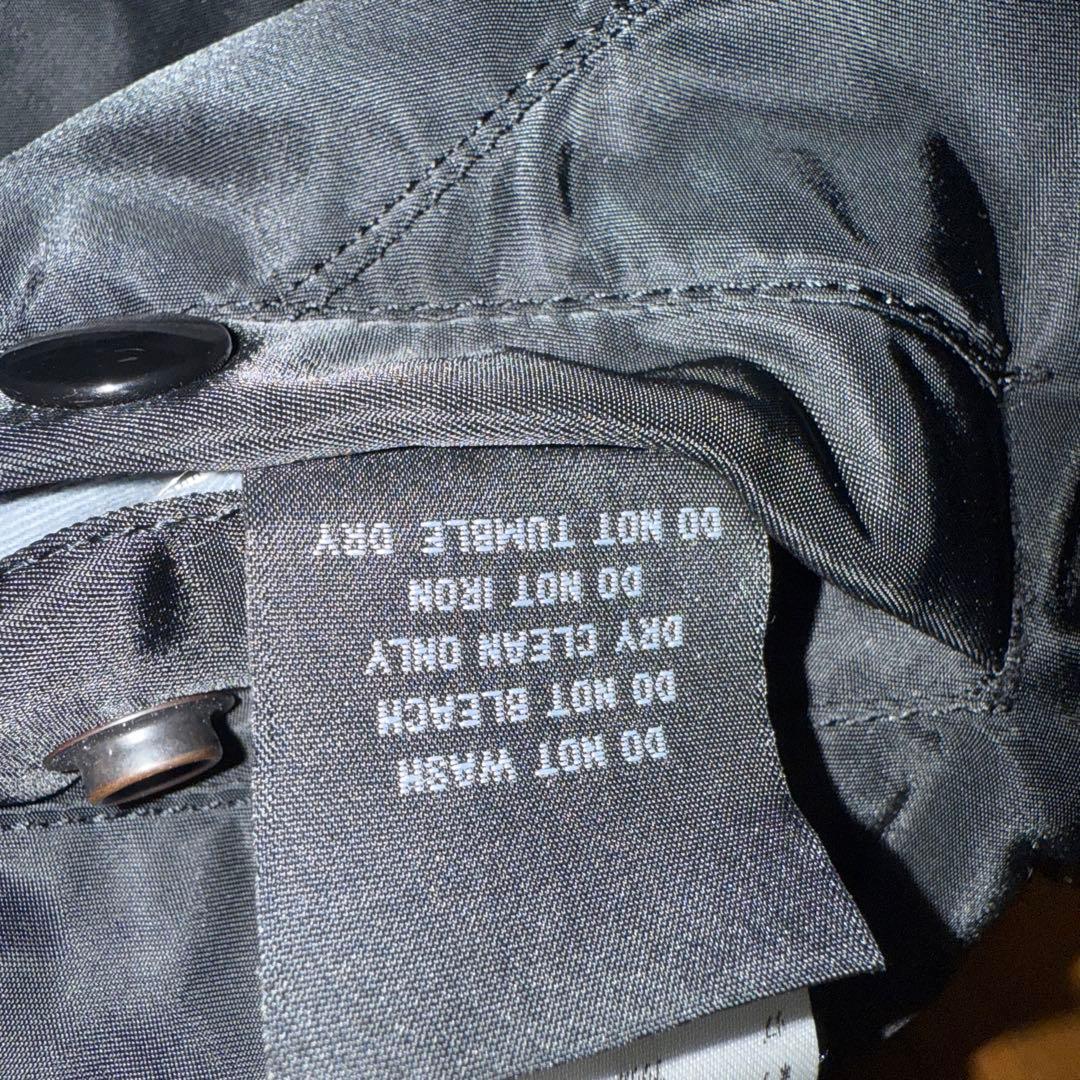 DO NOT WASH
DO NOT BLEACH
DRY CLEAN ONLY
DO NOT IRON
DO NOT TUMBLE DRY